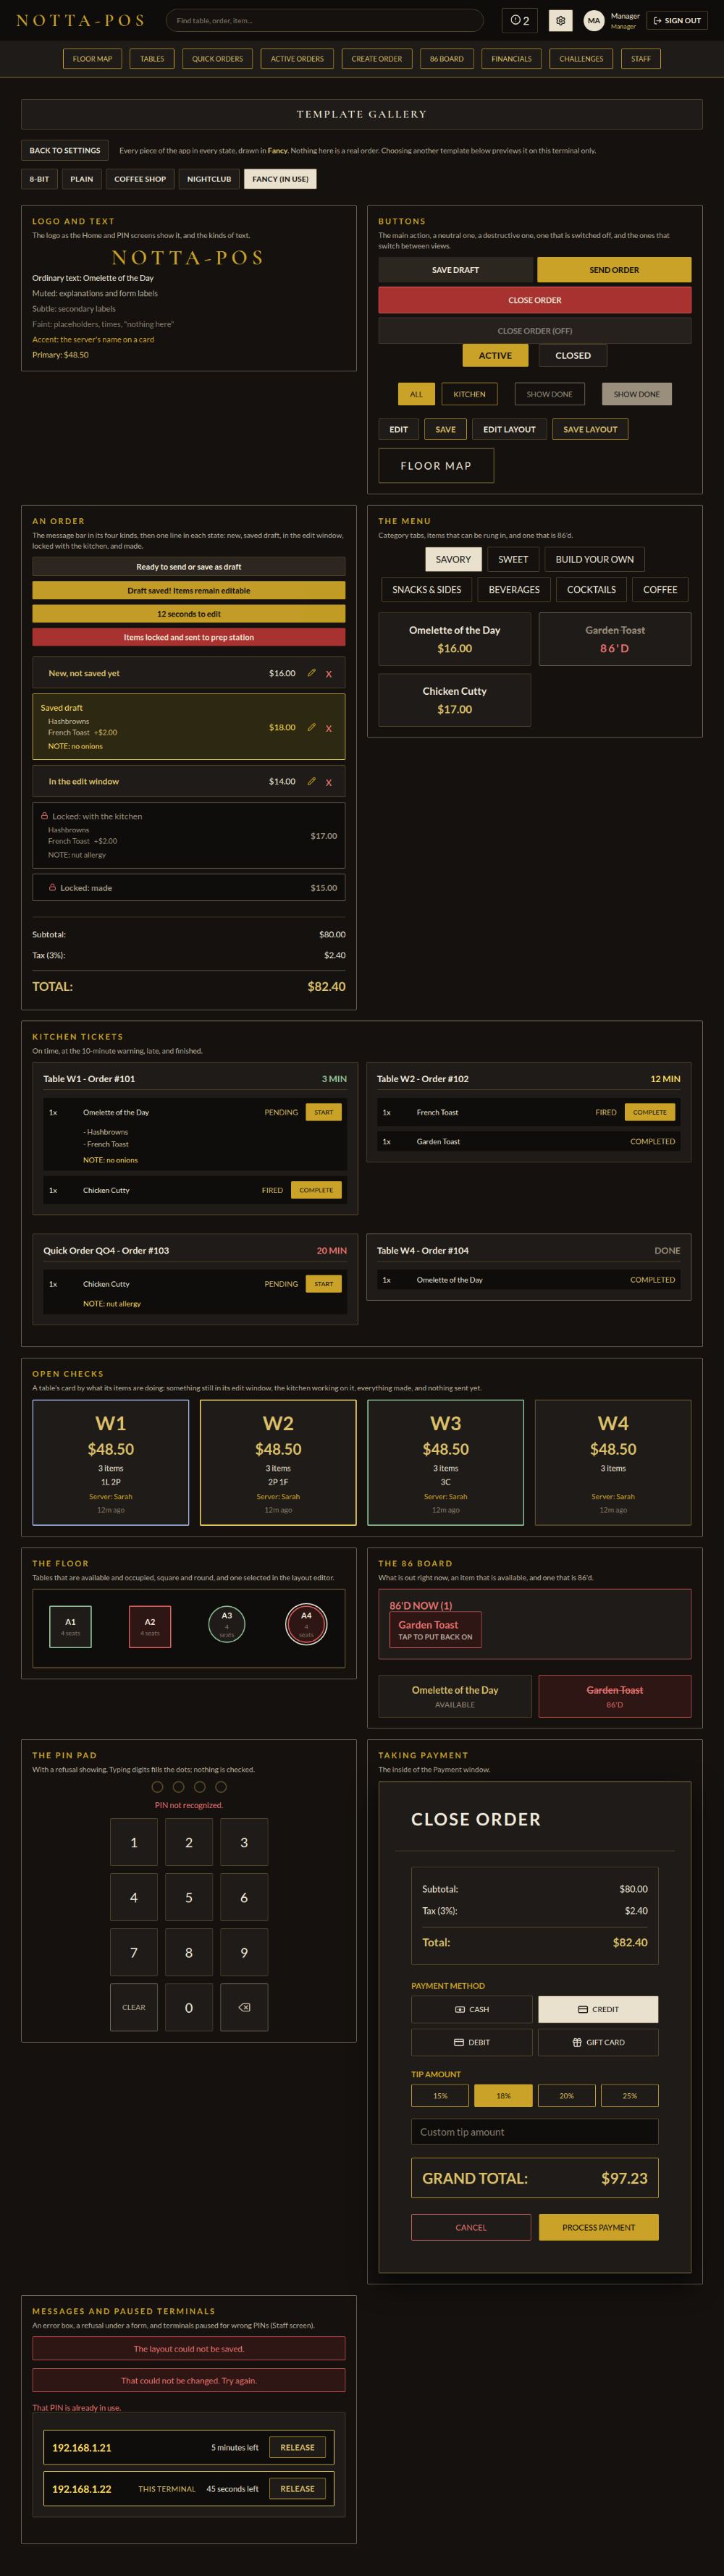 NOTTA-POS
Find table, order, item...
2
MA
Manager
Manager
SIGN OUT
FLOOR MAP
TABLES
QUICK ORDERS
ACTIVE ORDERS
CREATE ORDER
86 BOARD
FINANCIALS
CHALLENGES
STAFF
TEMPLATE GALLERY
BACK TO SETTINGS
Every piece of the app in every state, drawn in Fancy. Nothing here is a real order. Choosing another template below previews it on this terminal only.
8-BIT
PLAIN
COFFEE SHOP
NIGHTCLUB
FANCY (IN USE)
LOGO AND TEXT
The logo as the Home and PIN screens show it, and the kinds of text.
NOTTA-POS
Ordinary text: Omelette of the Day
Muted: explanations and form labels
Subtle: secondary labels
Faint: placeholders, times, "nothing here"
Accent: the server's name on a card
Primary: $48.50
BUTTONS
The main action, a neutral one, a destructive one, one that is switched off, and the ones that
switch between views.
SAVE DRAFT
SEND ORDER
CLOSE ORDER
CLOSE ORDER (OFF)
ACTIVE
CLOSED
ALL
KITCHEN
SHOW DONE
SHOW DONE
EDIT
SAVE
EDIT LAYOUT
SAVE LAYOUT
FLOOR MAP
AN ORDER
The message bar in its four kinds, then one line in each state: new, saved draft, in the edit window,
locked with the kitchen, and made.
Ready to send or save as draft
Draft saved! Items remain editable
12 seconds to edit
Items locked and sent to prep station
New, not saved yet $16.00 X
Saved draft
Hashbrowns
French Toast +$2.00
NOTE: no onions
$18.00 X
In the edit window $14.00 X
Locked: with the kitchen
Hashbrowns
French Toast +$2.00
NOTE: nut allergy
$17.00
Locked: made $15.00
Subtotal: $80.00
Tax (3%): $2.40
TOTAL: $82.40
THE MENU
Category tabs, items that can be rung in, and one that is 86'd.
SAVORY
SWEET
BUILD YOUR OWN
SNACKS & SIDES
BEVERAGES
COCKTAILS
COFFEE
Omelette of the Day
$16.00
Garden Toast
86'D
Chicken Cutty
$17.00
KITCHEN TICKETS
On time, at the 10-minute warning, late, and finished.
Table W1 - Order #101 3 MIN
1x Omelette of the Day PENDING START
- Hashbrowns
- French Toast
NOTE: no onions
1x Chicken Cutty FIRED COMPLETE
Table W2 - Order #102 12 MIN
1x French Toast FIRED COMPLETE
1x Garden Toast COMPLETED
Quick Order QO4 - Order #103 20 MIN
1x Chicken Cutty PENDING START
NOTE: nut allergy
Table W4 - Order #104 DONE
1x Omelette of the Day COMPLETED
OPEN CHECKS
A table's card by what its items are doing: something still in its edit window, the kitchen working on it, everything made, and nothing sent yet.
W1
$48.50
3 items
1L 2P
Server: Sarah
12m ago
W2
$48.50
3 items
2P 1F
Server: Sarah
12m ago
W3
$48.50
3 items
3C
Server: Sarah
12m ago
W4
$48.50
3 items
Server: Sarah
12m ago
THE FLOOR
Tables that are available and occupied, square and round, and one selected in the layout editor.
A1
4 seats
A2
4 seats
A3
4
seats
A4
4
seats
THE 86 BOARD
What is out right now, an item that is available, and one that is 86'd.
86'D NOW (1)
Garden Toast
TAP TO PUT BACK ON
Omelette of the Day
AVAILABLE
Garden Toast
86'D
THE PIN PAD
With a refusal showing. Typing digits fills the dots; nothing is checked.
PIN not recognized.
1 2 3
4 5 6
7 8 9
CLEAR 0
TAKING PAYMENT
The inside of the Payment window.
CLOSE ORDER
Subtotal: $80.00
Tax (3%): $2.40
Total: $82.40
PAYMENT METHOD
CASH
CREDIT
DEBIT
GIFT CARD
TIP AMOUNT
15% 18% 20% 25%
Custom tip amount
GRAND TOTAL: $97.23
CANCEL
PROCESS PAYMENT
MESSAGES AND PAUSED TERMINALS
An error box, a refusal under a form, and terminals paused for wrong PINs (Staff screen).
The layout could not be saved.
That could not be changed. Try again.
That PIN is already in use.
192.168.1.21 5 minutes left RELEASE
192.168.1.22 THIS TERMINAL 45 seconds left RELEASE